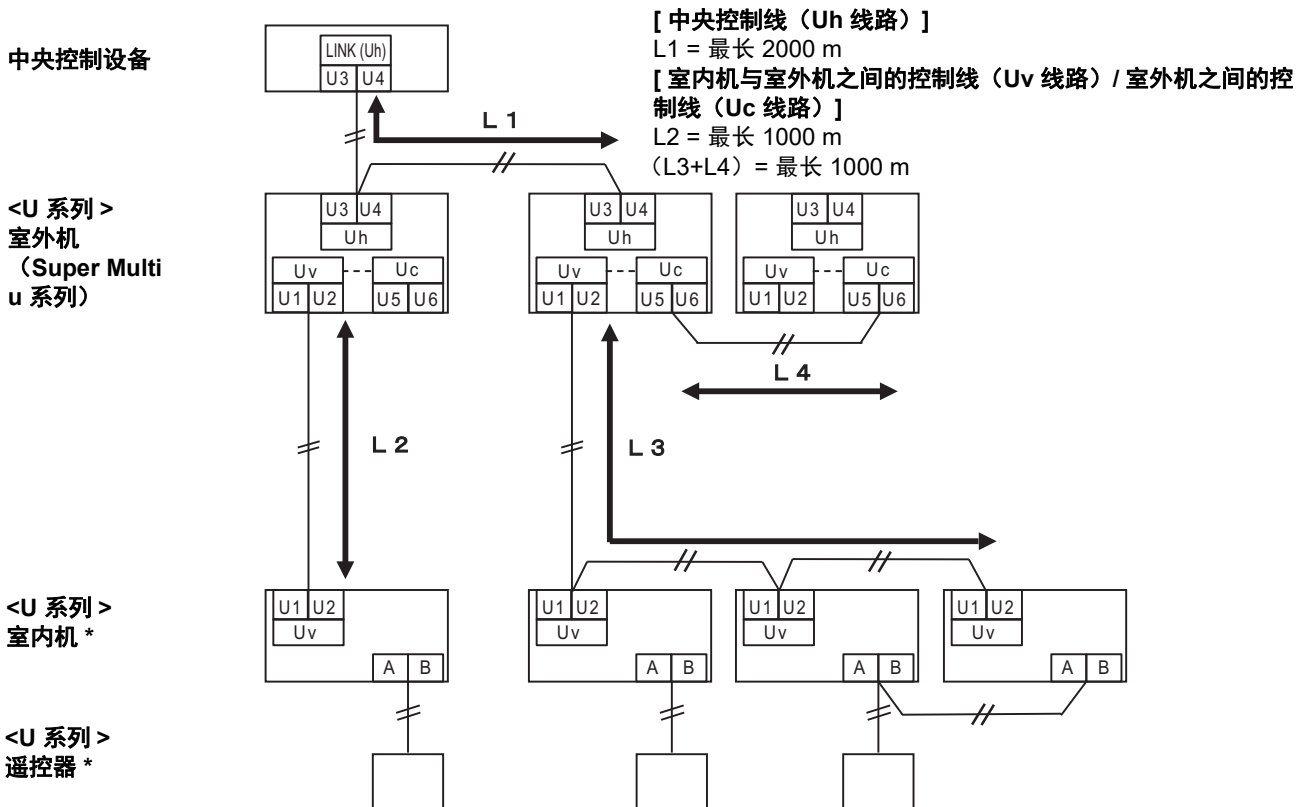 [ 中央控制线（Uh 线路）]
L1 = 最长 2000 m
[ 室内机与室外机之间的控制线（Uv 线路）/ 室外机之间的控
制线（Uc 线路）]
L2 = 最长 1000 m
（L3+L4）= 最长 1000 m
中央控制设备
LINK (Uh)
U3 U4
L 1
<U 系列 >
室外机
（Super Multi
u 系列）
U3 U4 U3 U4 U3 U4
Uh Uh Uh
Uv Uc Uv Uc Uv Uc
U1 U2 U5 U6 U1 U2 U5 U6 U1 U2 U5 U6
L 4
L 2 L 3
<U 系列 >
室内机 *
U1 U2 U1 U2 U1 U2 U1 U2
Uv Uv Uv Uv
A B A B A B A B
<U 系列 >
遥控器 *